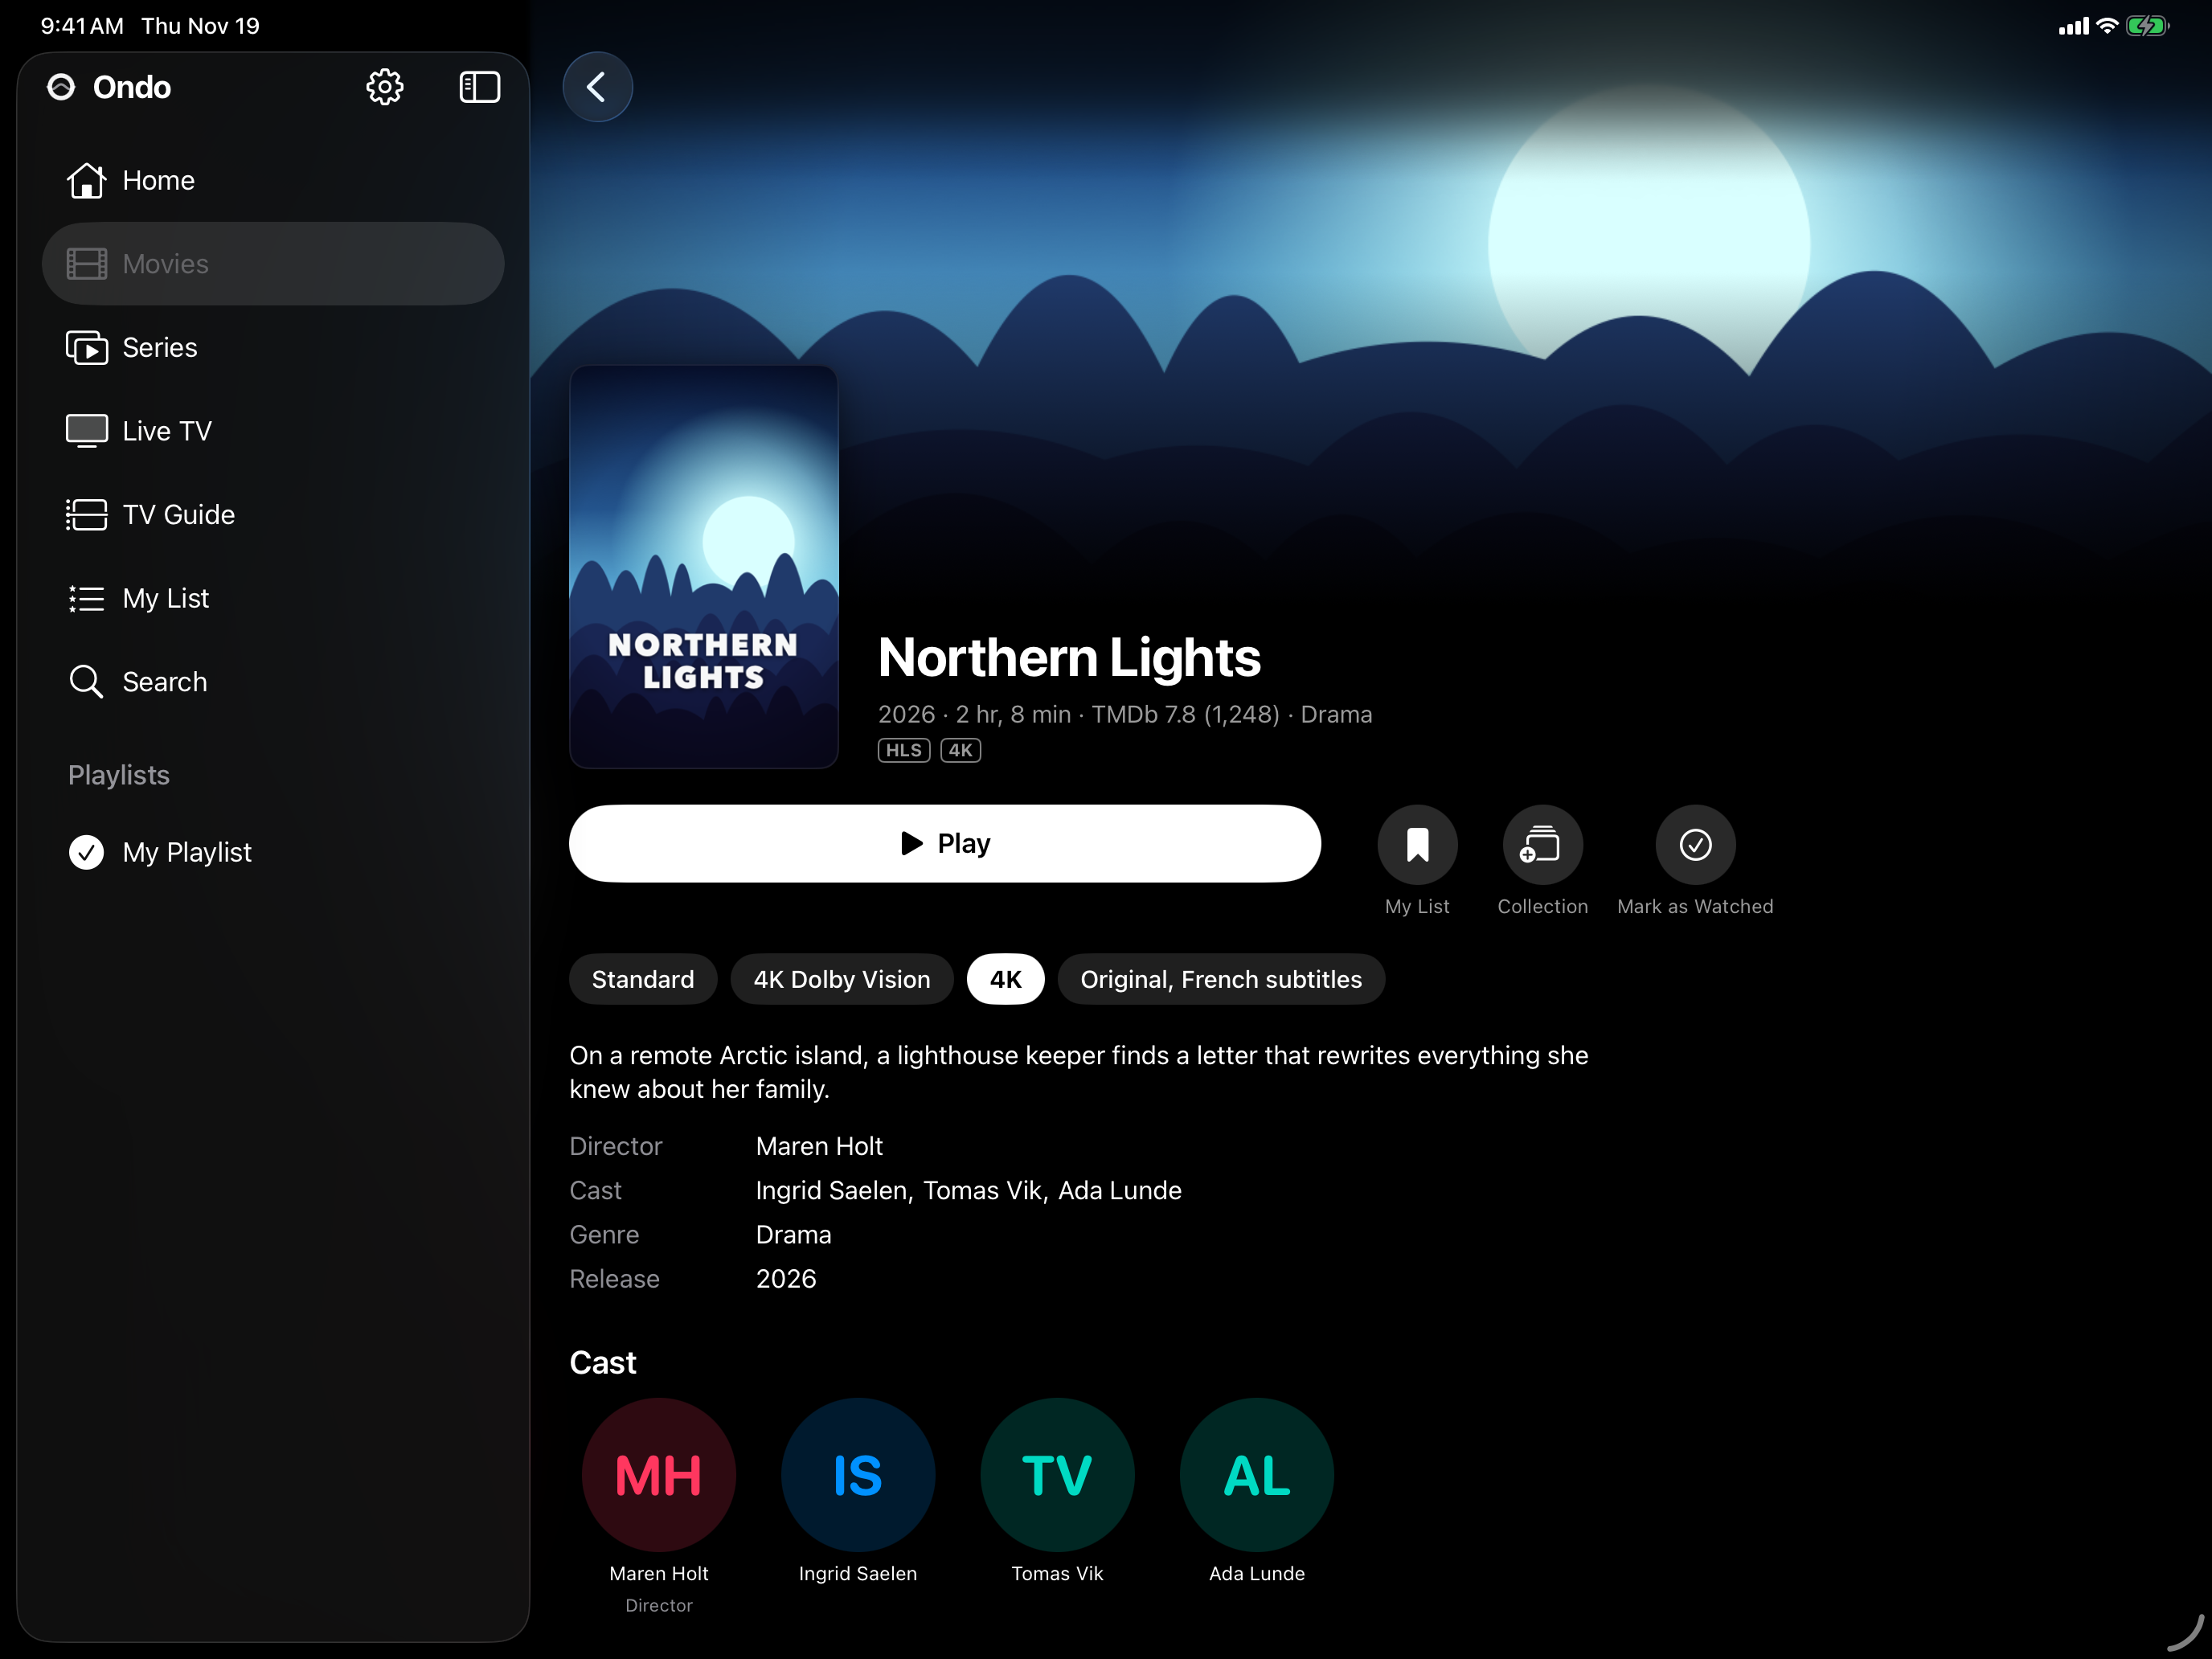 9:41 AM Thu Nov 19
Ondo
Home
Movies
Series
Live TV
TV Guide
My List
Search
Playlists
My Playlist
NORTHERN
LIGHTS
Northern Lights
2026 · 2 hr, 8 min · TMDb 7.8 (1,248) · Drama
HLS 4K
Play
My List Collection Mark as Watched
Standard 4K Dolby Vision 4K Original, French subtitles
On a remote Arctic island, a lighthouse keeper finds a letter that rewrites everything she
knew about her family.
Director Maren Holt
Cast Ingrid Saelen, Tomas Vik, Ada Lunde
Genre Drama
Release 2026
Cast
MH IS TV AL
Maren Holt Ingrid Saelen Tomas Vik Ada Lunde
Director